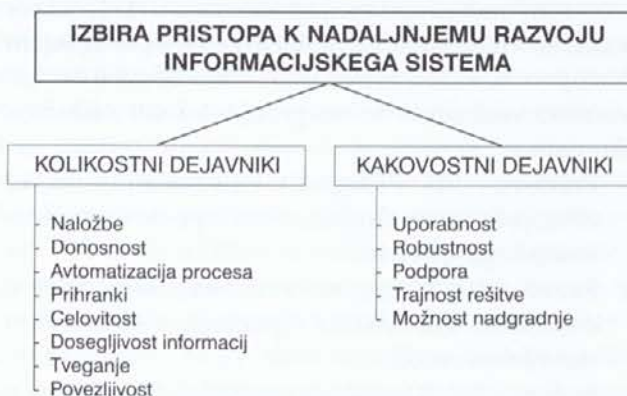 IZBIRA PRISTOPA K NADALJNJEMU RAZVOJU
INFORMACIJSKEGA SISTEMA
KOLIKOSTNI DEJAVNIKI
- Naložbe
- Donosnost
- Avtomatizacija procesa
- Prihranki
- Celovitost
- Dosegljivost informacij
- Tveganje
- Povezljivost
KAKOVOSTNI DEJAVNIKI
- Uporabnost
- Robustnost
- Podpora
- Trajnost rešitve
- Možnost nadgradnje